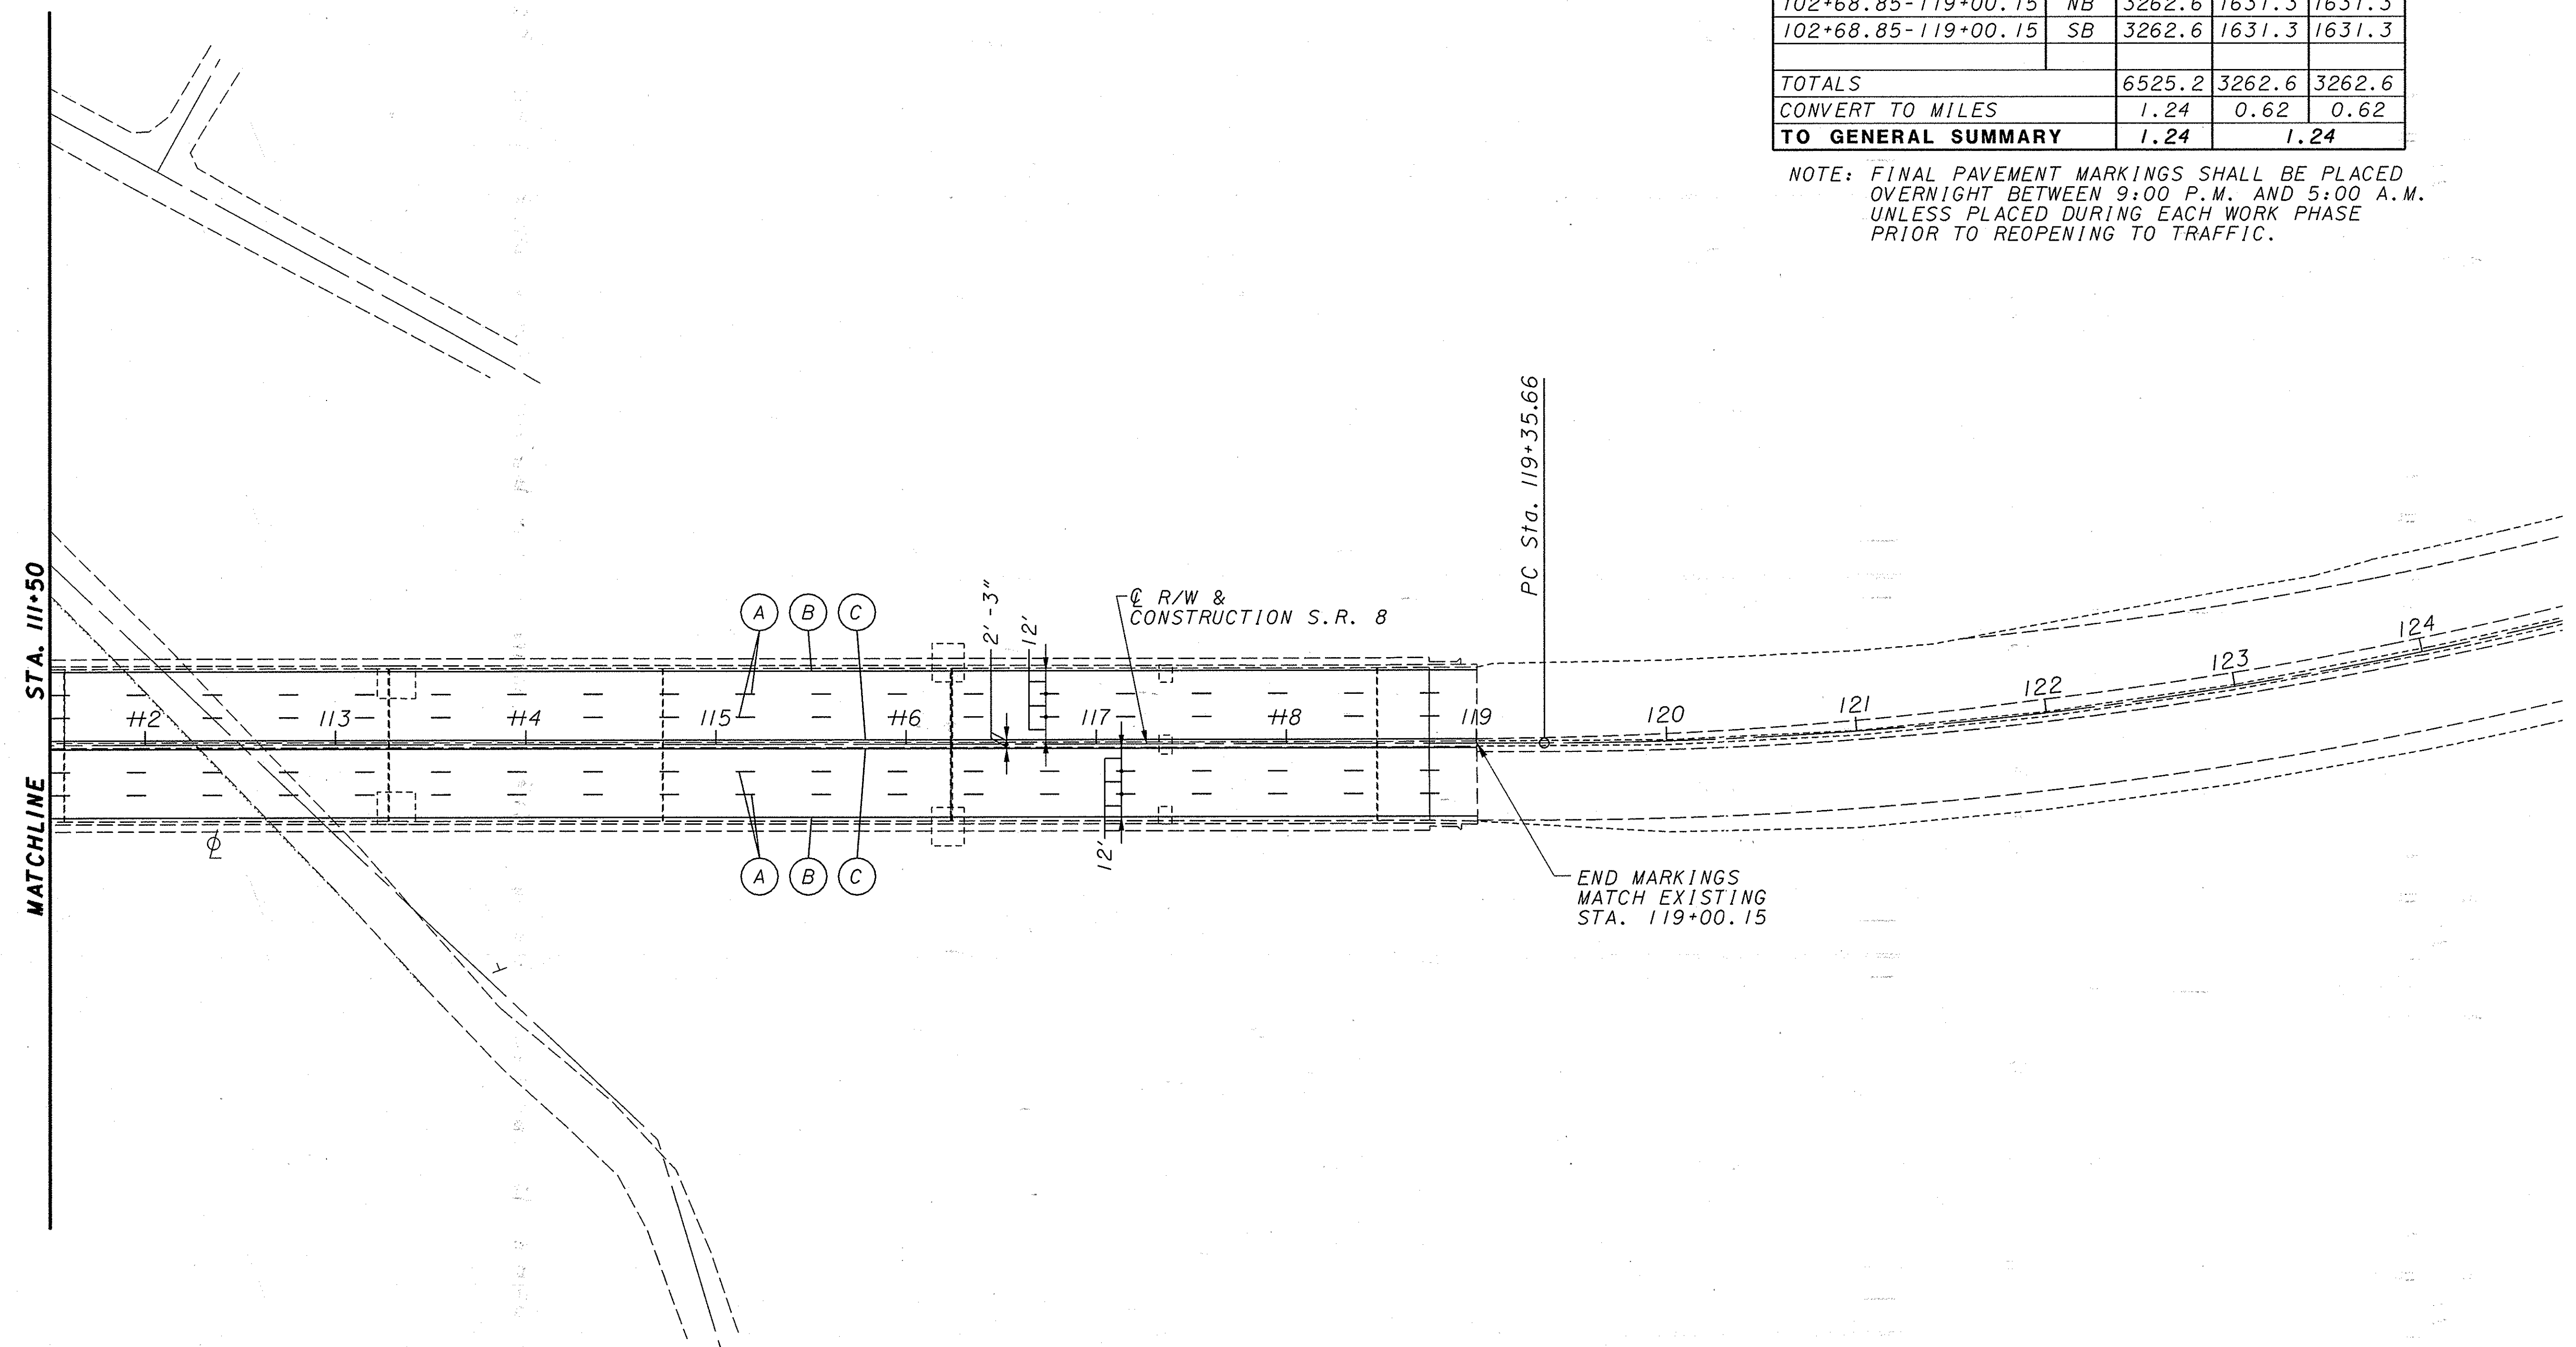 102+68.85-119+00.15 NB 3262.6 1631.3 1631.3
102+68.85-119+00.15 SB 3262.6 1631.3 1631.3
TOTALS 6525.2 3262.6 3262.6
CONVERT TO MILES 1.24 0.62 0.62
TO GENERAL SUMMARY 1.24 1.24
NOTE: FINAL PAVEMENT MARKINGS SHALL BE PLACED
OVERNIGHT BETWEEN 9:00 P.M. AND 5:00 A.M.
UNLESS PLACED DURING EACH WORK PHASE
PRIOR TO REOPENING TO TRAFFIC.
PC Sta. 119+35.66
MATCHLINE STA. 111+50
A B C
2'-3"
12'
℄ R/W &
CONSTRUCTION S.R. 8
112 113 114 115 116 117 118 119 120 121 122 123 124
12'
A B C
END MARKINGS
MATCH EXISTING
STA. 119+00.15